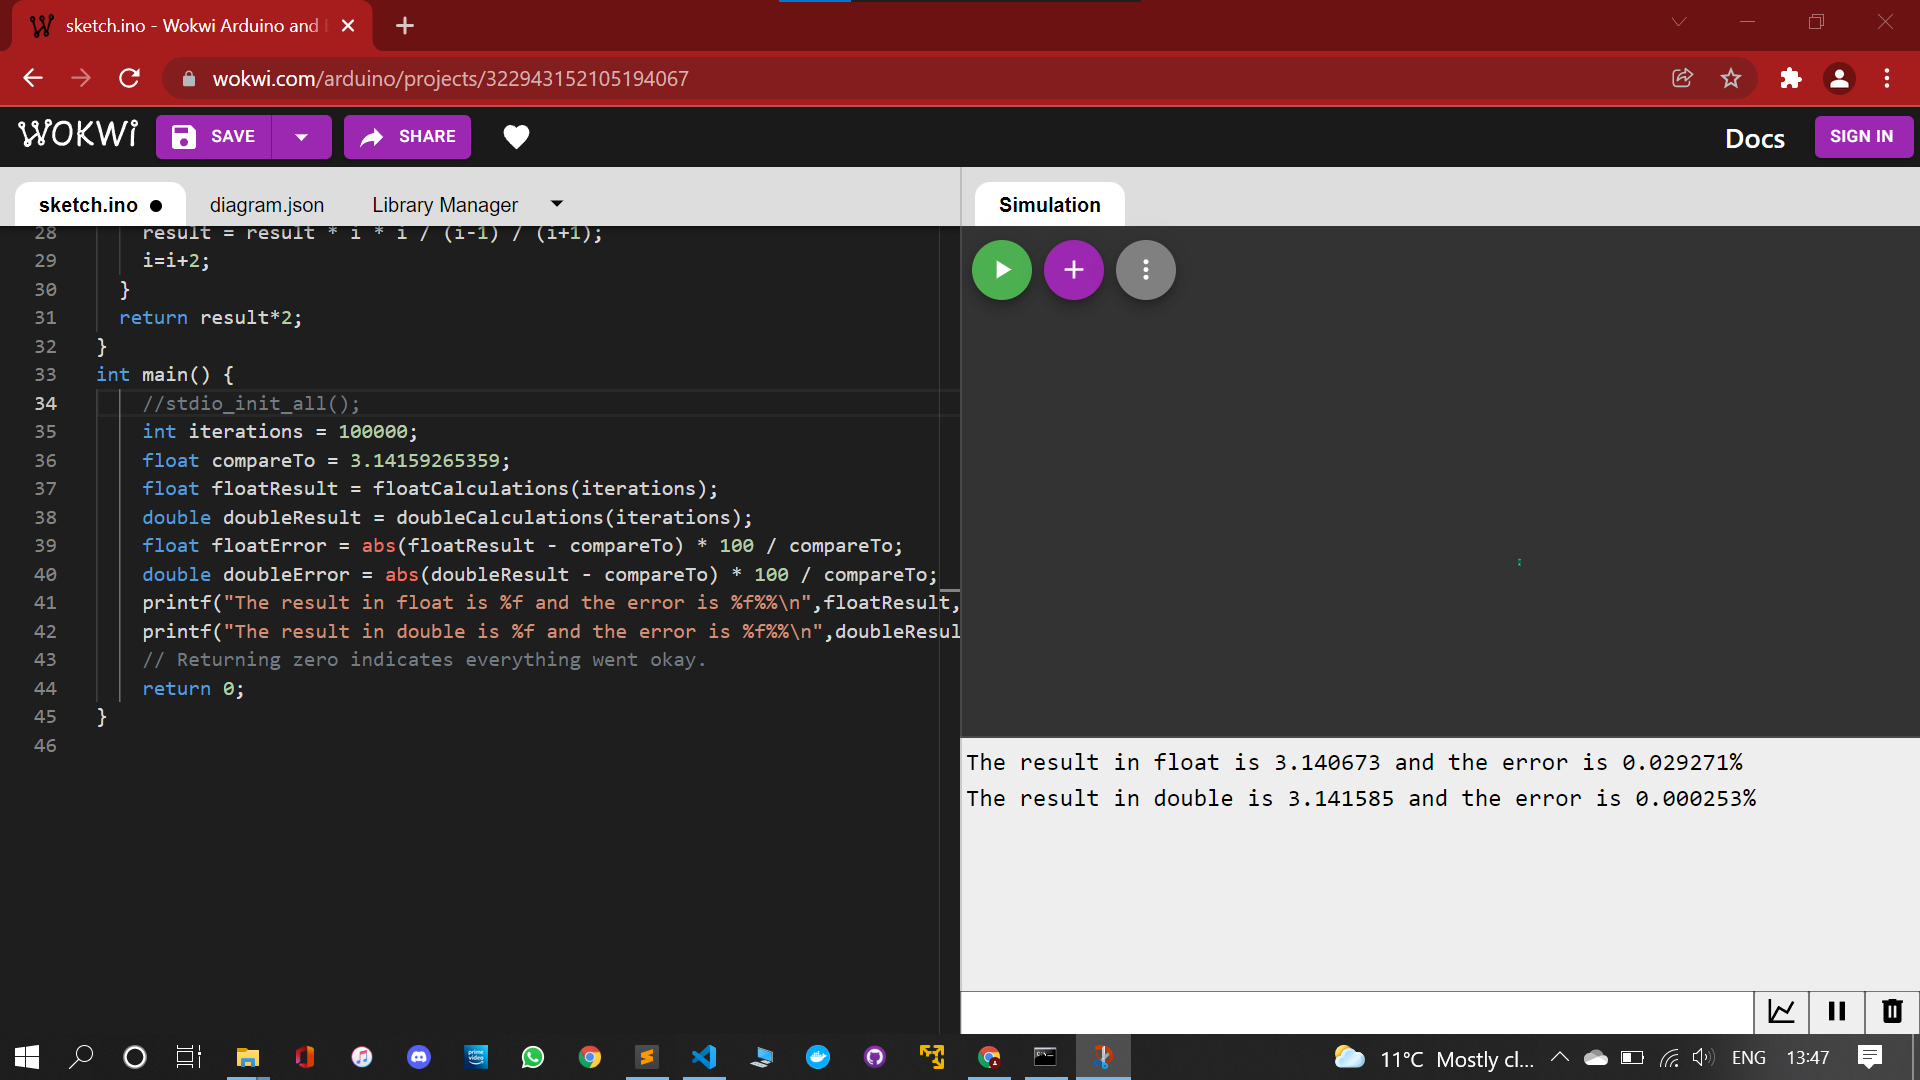 sketch.ino - Wokwi Arduino and
wokwi.com/arduino/projects/322943152105194067
WOKWi
SAVE
SHARE
Docs
SIGN IN
sketch.ino ●
diagram.json
Library Manager
Simulation
28 result = result * i * i / (i-1) / (i+1);
29 i=i+2;
30 }
31 return result*2;
32 }
33 int main() {
34 //stdio_init_all();
35 int iterations = 100000;
36 float compareTo = 3.14159265359;
37 float floatResult = floatCalculations(iterations);
38 double doubleResult = doubleCalculations(iterations);
39 float floatError = abs(floatResult - compareTo) * 100 / compareTo;
40 double doubleError = abs(doubleResult - compareTo) * 100 / compareTo;
41 printf("The result in float is %f and the error is %f%%\n",floatResult,
42 printf("The result in double is %f and the error is %f%%\n",doubleResul
43 // Returning zero indicates everything went okay.
44 return 0;
45 }
46
The result in float is 3.140673 and the error is 0.029271%
The result in double is 3.141585 and the error is 0.000253%
prime video
11°C Mostly cl...
ENG
13:47